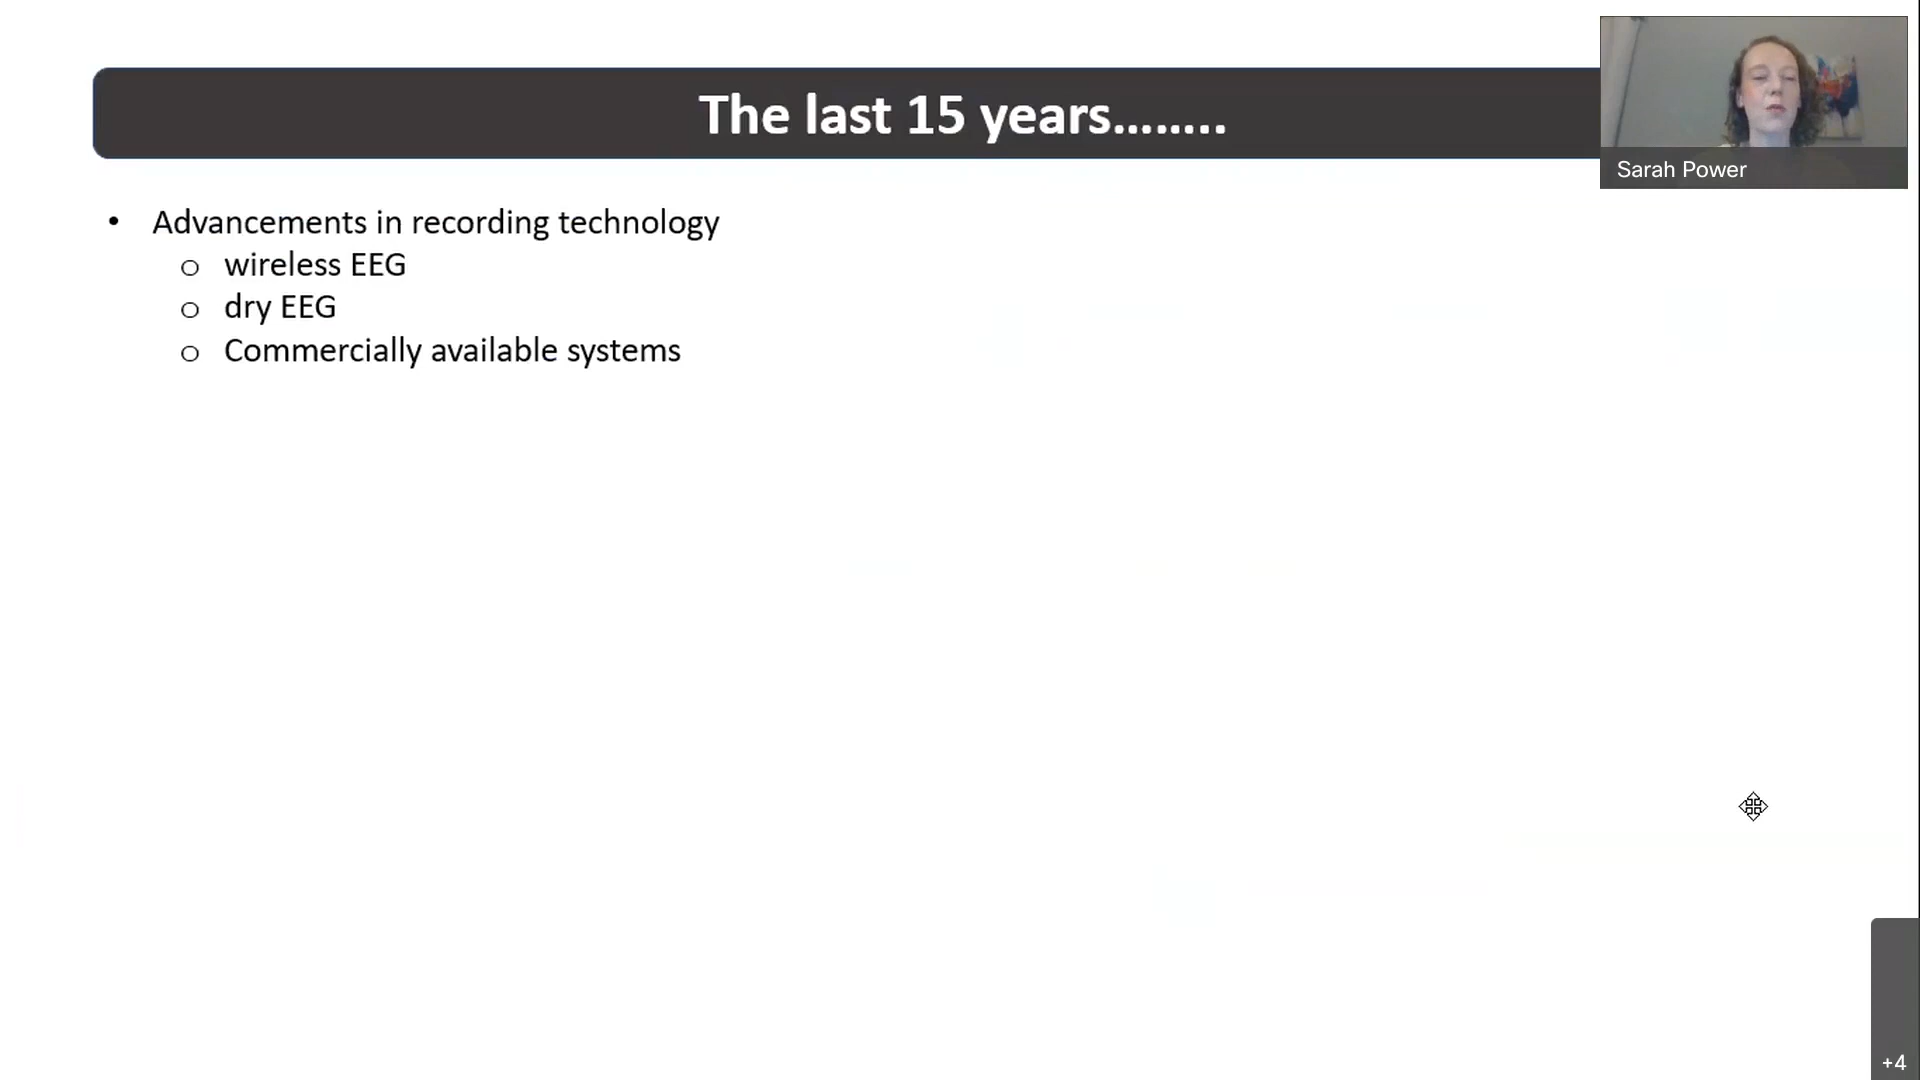 The last 15 years........
Sarah Power
• Advancements in recording technology
o wireless EEG
o dry EEG
o Commercially available systems
+4